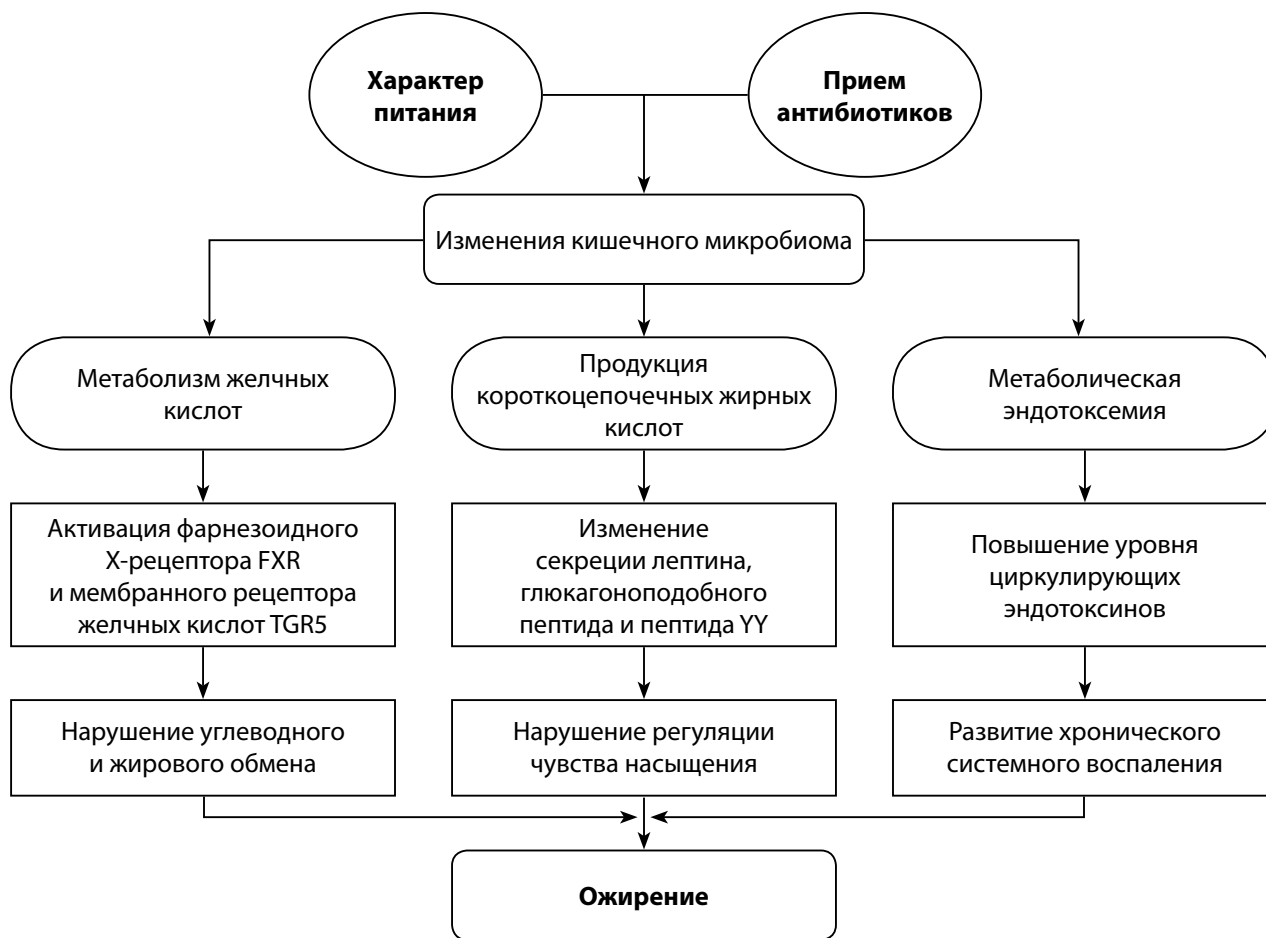 Характер
питания
Прием
антибиотиков
Изменения кишечного микробиома
Метаболизм желчных
кислот
Продукция
короткоцепочечных жирных
кислот
Метаболическая
эндотоксемия
Активация фарнезоидного
X-рецептора FXR
и мембранного рецептора
желчных кислот TGR5
Изменение
секреции лептина,
глюкагоноподобного
пептида и пептида YY
Повышение уровня
циркулирующих
эндотоксинов
Нарушение углеводного
и жирового обмена
Нарушение регуляции
чувства насыщения
Развитие хронического
системного воспаления
Ожирение